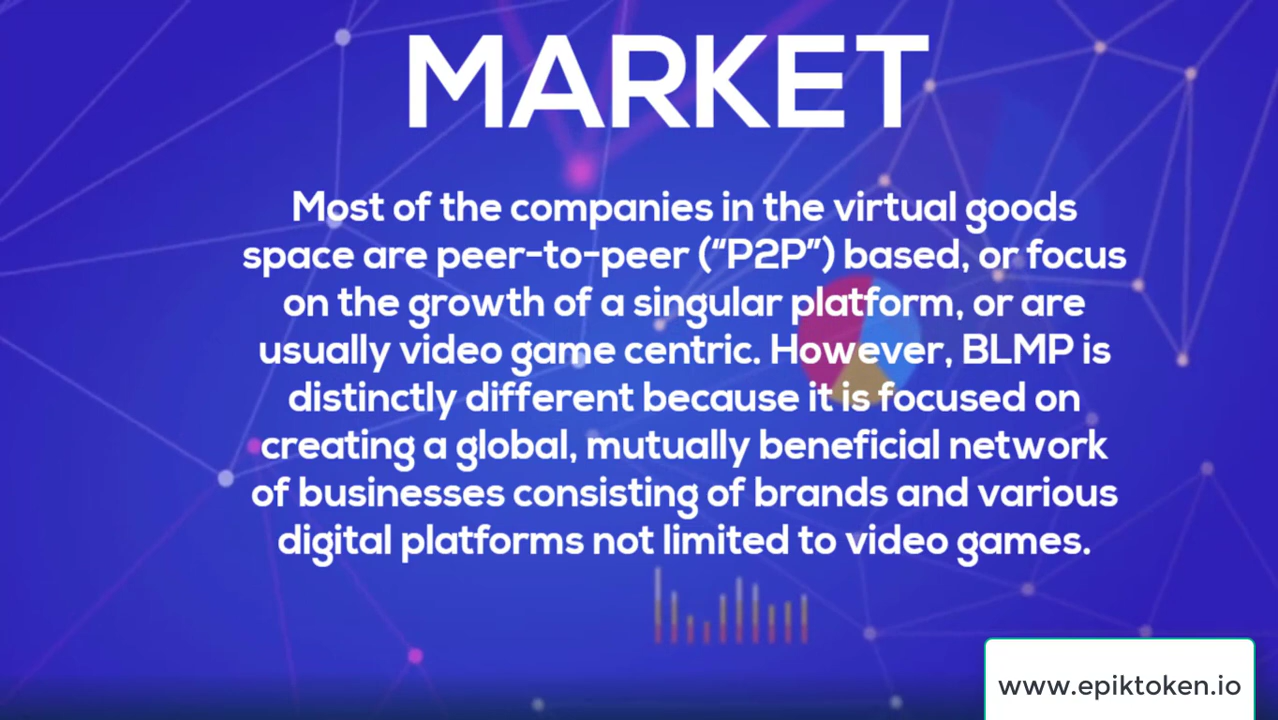 MARKET
Most of the companies in the virtual goods
space are peer-to-peer (“P2P”) based, or focus
on the growth of a singular platform, or are
usually video game centric. However, BLMP is
distinctly different because it is focused on
creating a global, mutually beneficial network
of businesses consisting of brands and various
digital platforms not limited to video games.
www.epiktoken.io